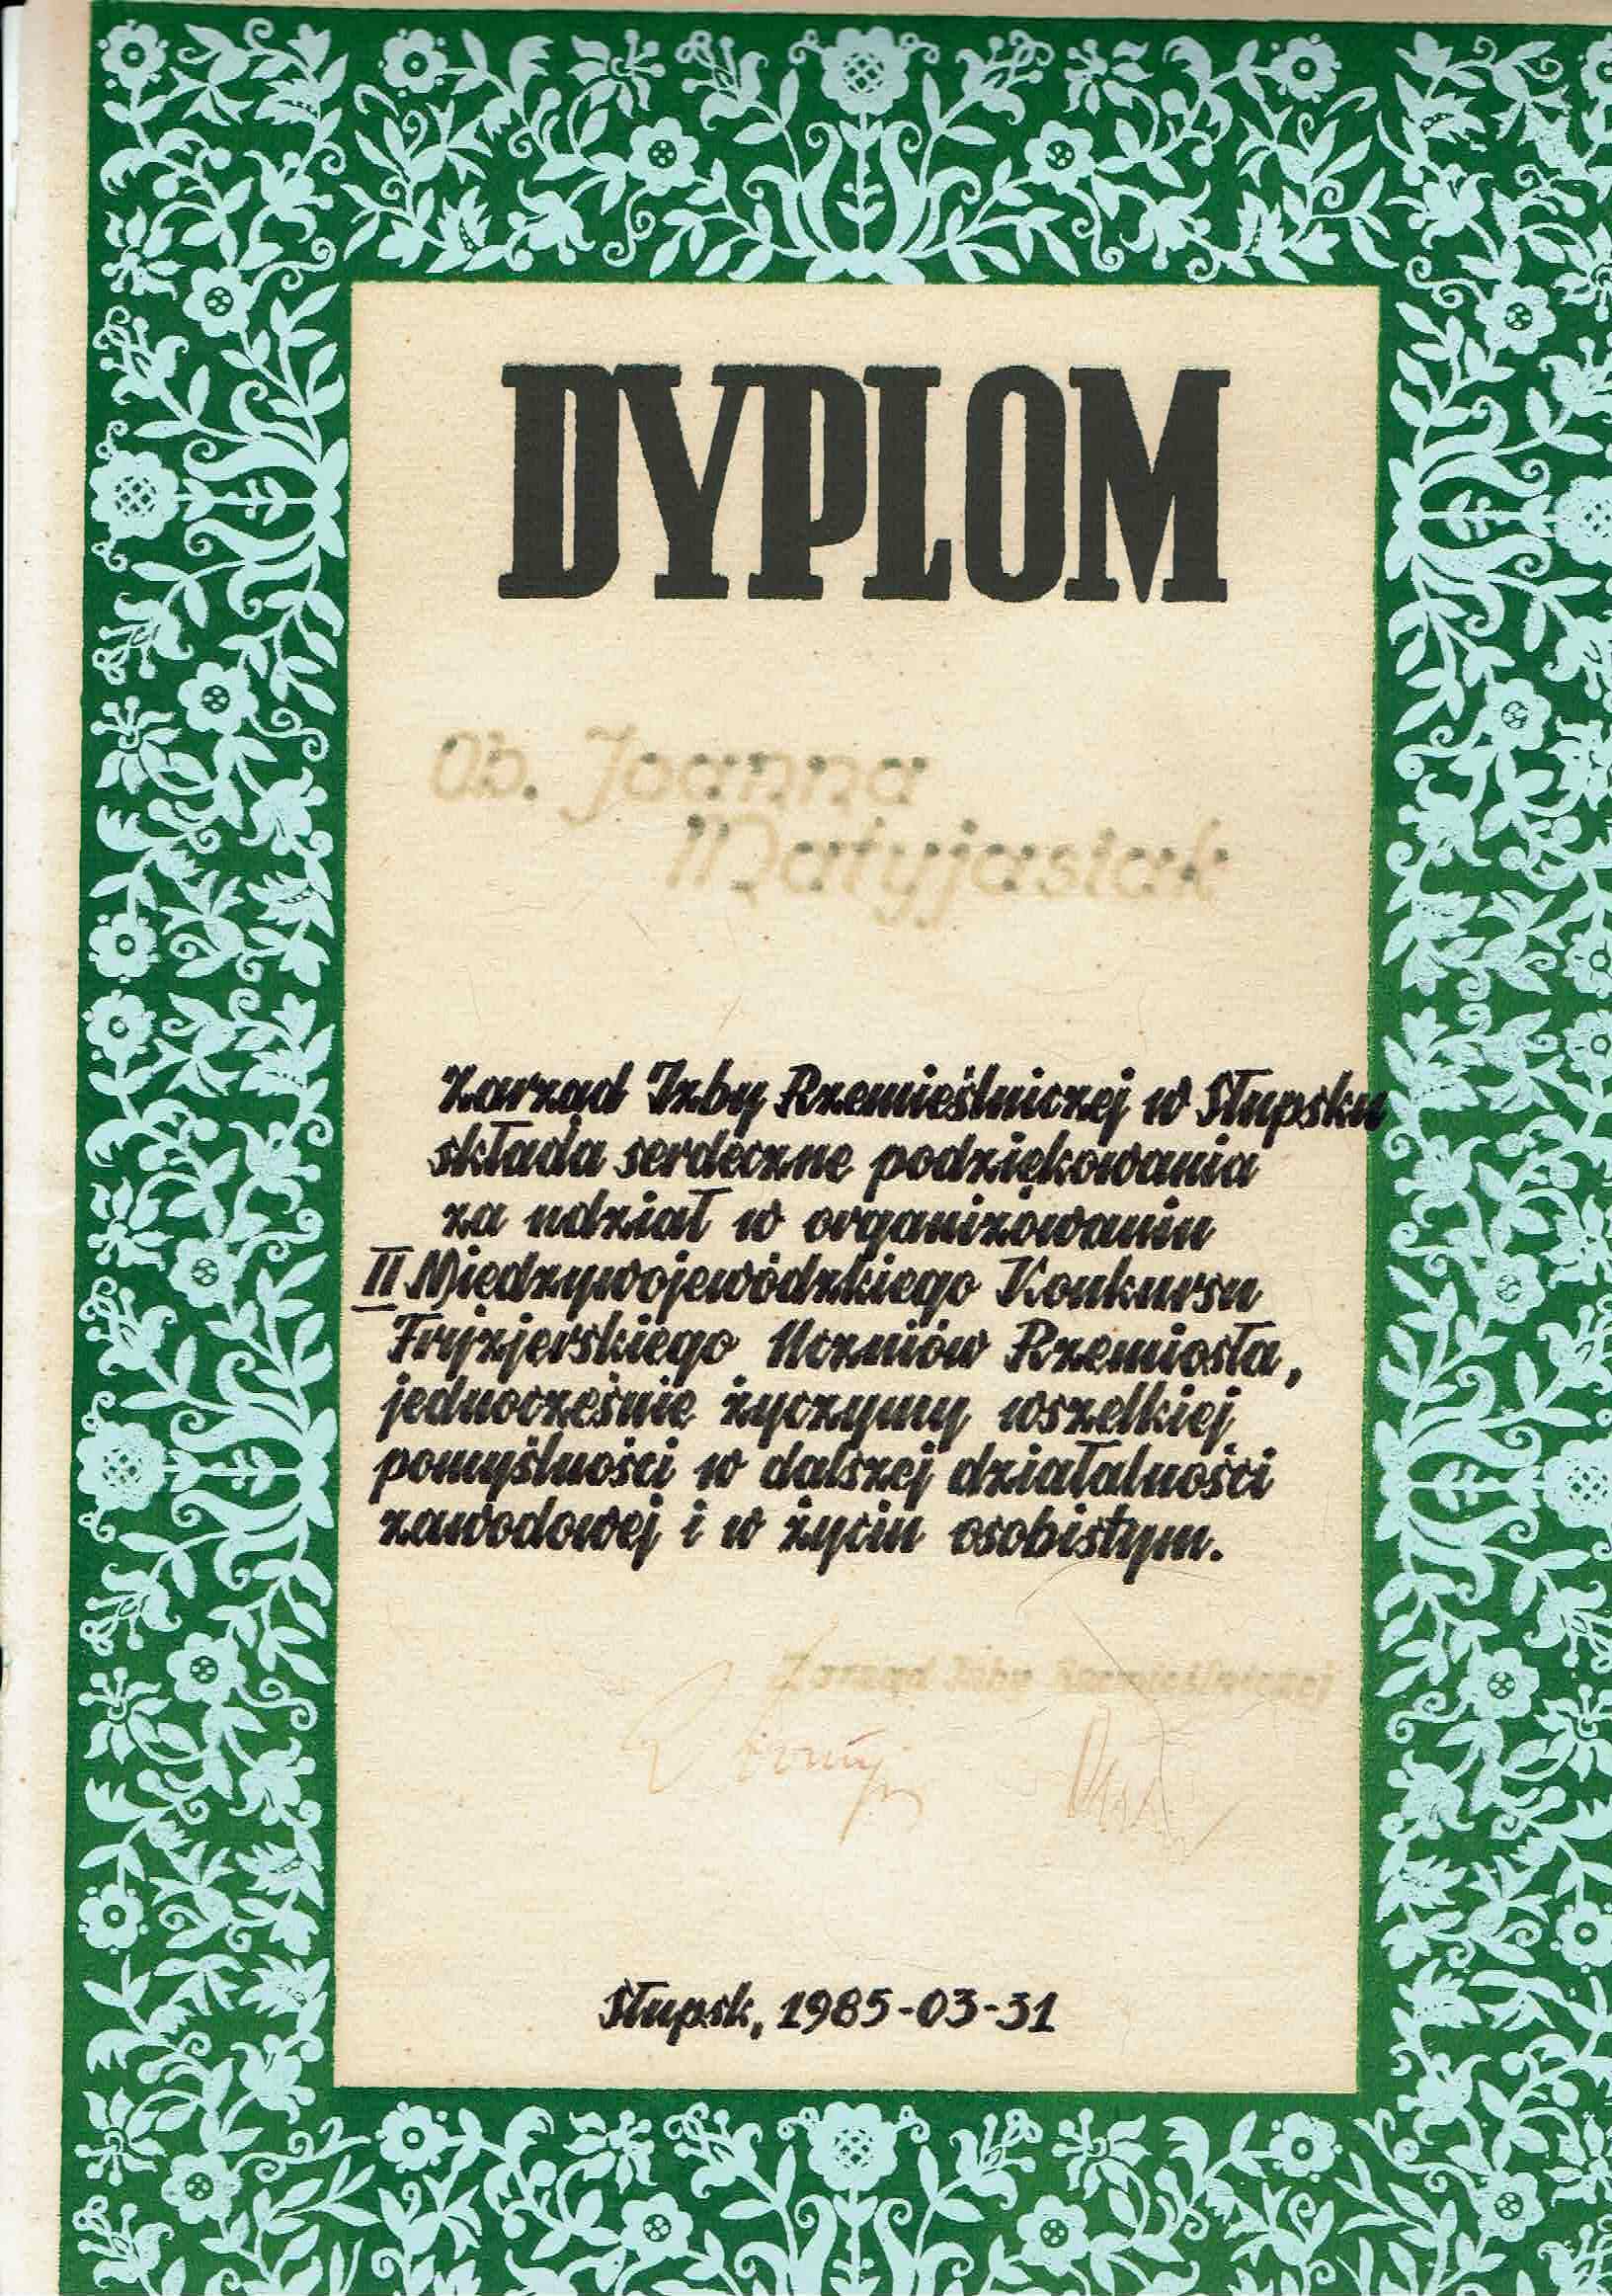 DYPLOM
Ob. Joanna
Matyjasiak
Zarząd Izby Rzemieślniczej w Słupsku
składa serdeczne podziękowania
za udział w organizowaniu
II Międzywojewódzkiego Konkursu
Fryzjerskiego Uczniów Rzemiosła,
jednocześnie życzymy wszelkiej
pomyślności w dalszej działalności
zawodowej i w życiu osobistym.
Zarząd Izby Rzemieślniczej
Słupsk, 1985-03-31